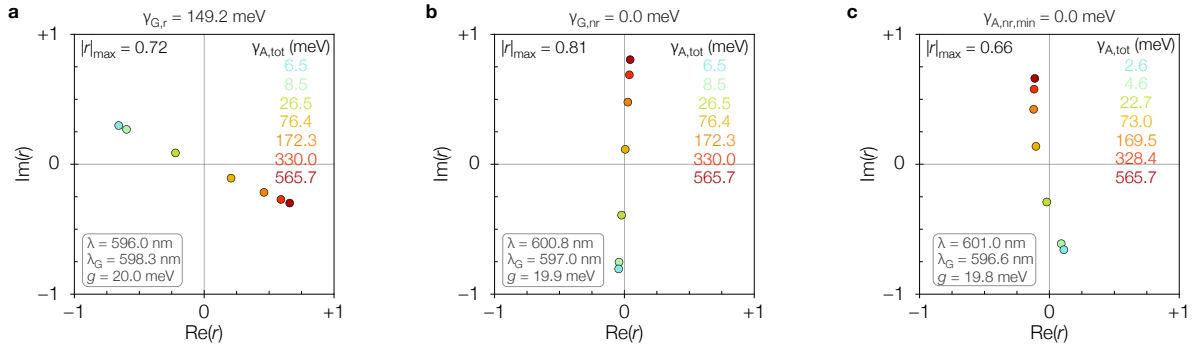 a
γG,r = 149.2 meV
+1
|r|max = 0.72
γA,tot (meV)
6.5
8.5
26.5
76.4
172.3
330.0
565.7
Im(r)
0
λ = 596.0 nm
λG = 598.3 nm
g = 20.0 meV
−1
−1
0
+1
Re(r)
b
γG,nr = 0.0 meV
+1
|r|max = 0.81
γA,tot (meV)
6.5
8.5
26.5
76.4
172.3
330.0
565.7
Im(r)
0
λ = 600.8 nm
λG = 597.0 nm
g = 19.9 meV
−1
−1
0
+1
Re(r)
c
γA,nr,min = 0.0 meV
+1
|r|max = 0.66
γA,tot (meV)
2.6
4.6
22.7
73.0
169.5
328.4
565.7
Im(r)
0
λ = 601.0 nm
λG = 596.6 nm
g = 19.8 meV
−1
−1
0
+1
Re(r)